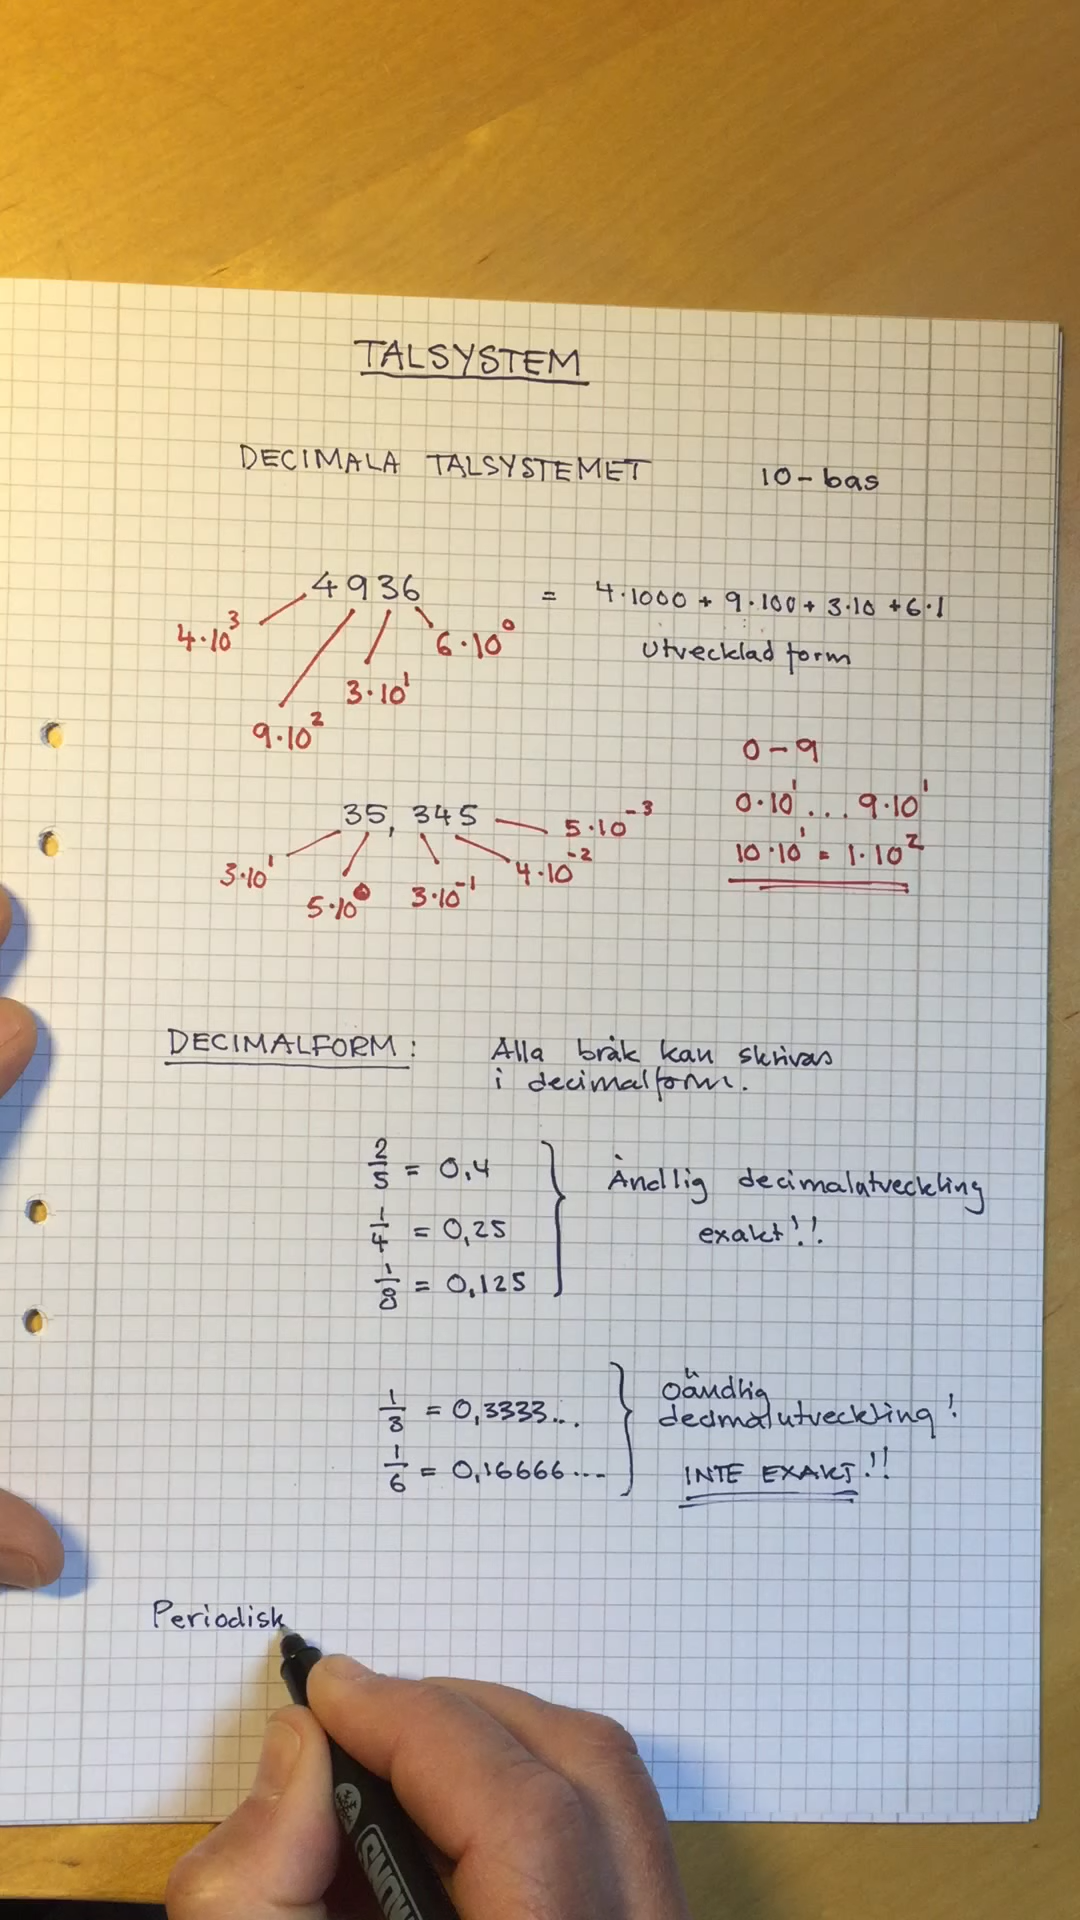 TALSYSTEM
DECIMALA TALSYSTEMET 10-bas
4936 = 4·1000 + 9·100 + 3·10 + 6·1
4·10³ 6·10⁰ utvecklad form
3·10¹
9·10²
0-9
35,345 5·10⁻³ 0·10¹ ... 9·10¹
3·10¹ 4·10⁻² 10·10¹ = 1·10²
5·10⁰ 3·10⁻¹
DECIMALFORM: Alla bråk kan skrivas
i decimalform.
2/5 = 0,4 Ändlig decimalutveckling
1/4 = 0,25 exakt!!
1/8 = 0,125
Oändlig
1/3 = 0,3333... decimalutveckling!
1/6 = 0,16666... INTE EXAKT!!
Periodisk